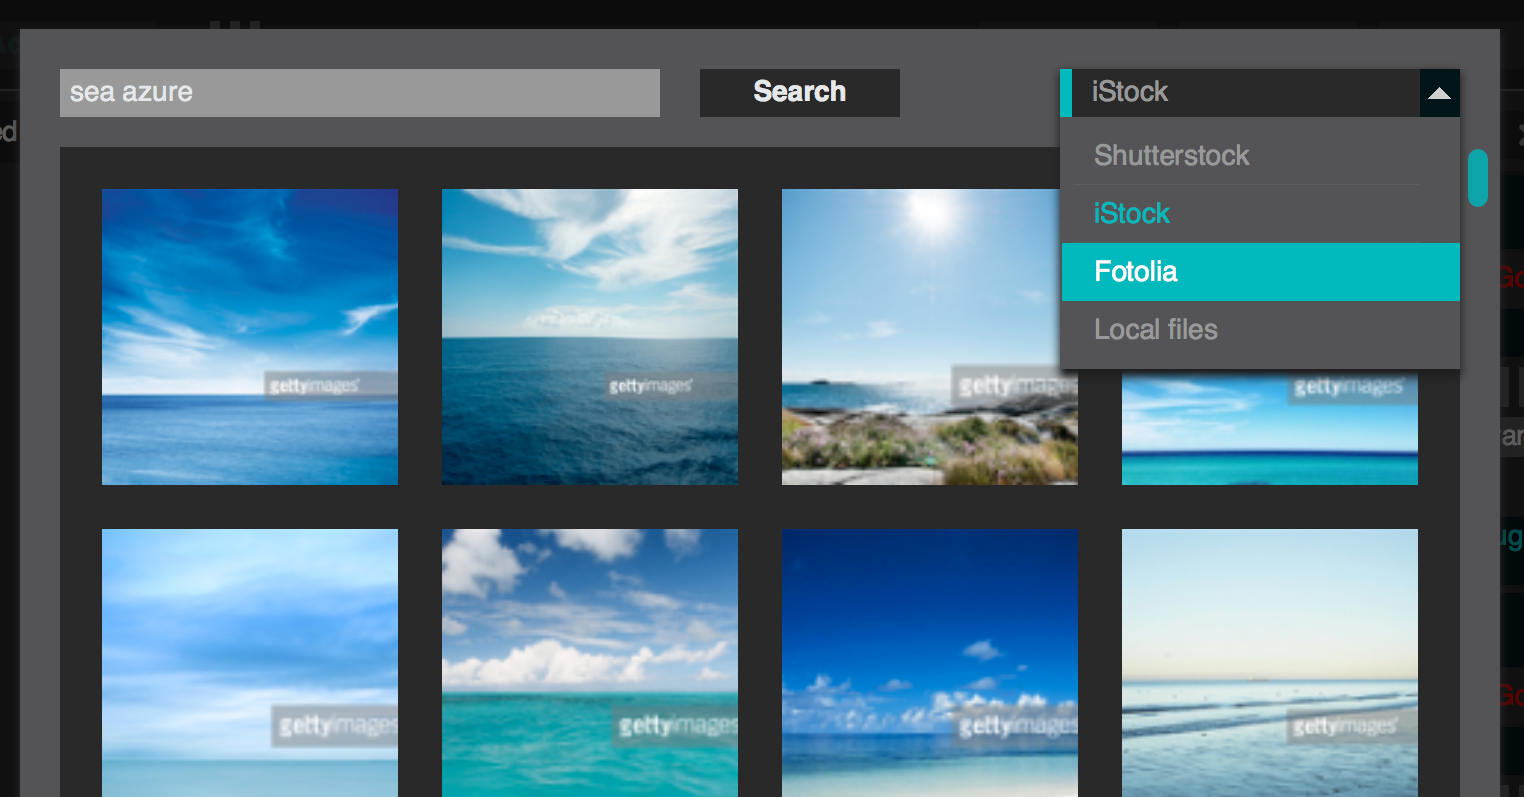 sea azure
Search
iStock
Shutterstock
iStock
Fotolia
Local files
gettyimages
gettyimages
gettyimages
gettyimages
gettyimages
gettyimages
gettyimages
gettyimages